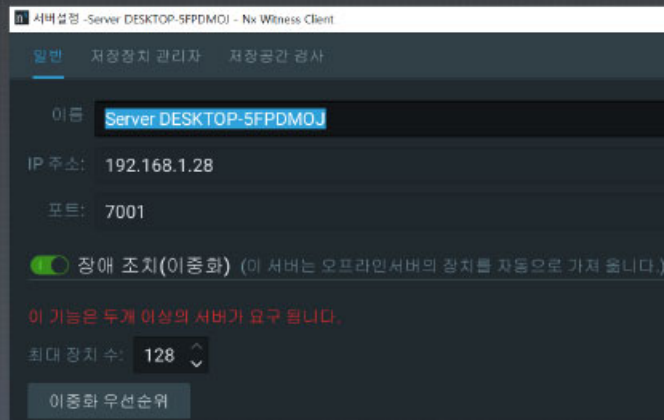 서버설정 -Server DESKTOP-5FPDMOJ - Nx Witness Client
일반 저장장치 관리자 저장공간 검사
이름 Server DESKTOP-5FPDMOJ
IP 주소: 192.168.1.28
포트: 7001
장애 조치(이중화) (이 서버는 오프라인서버의 장치를 자동으로 가져 옮니다.)
이 기능은 두개 이상의 서버가 요구 됩니다.
최대 장치 수: 128
이중화 우선순위